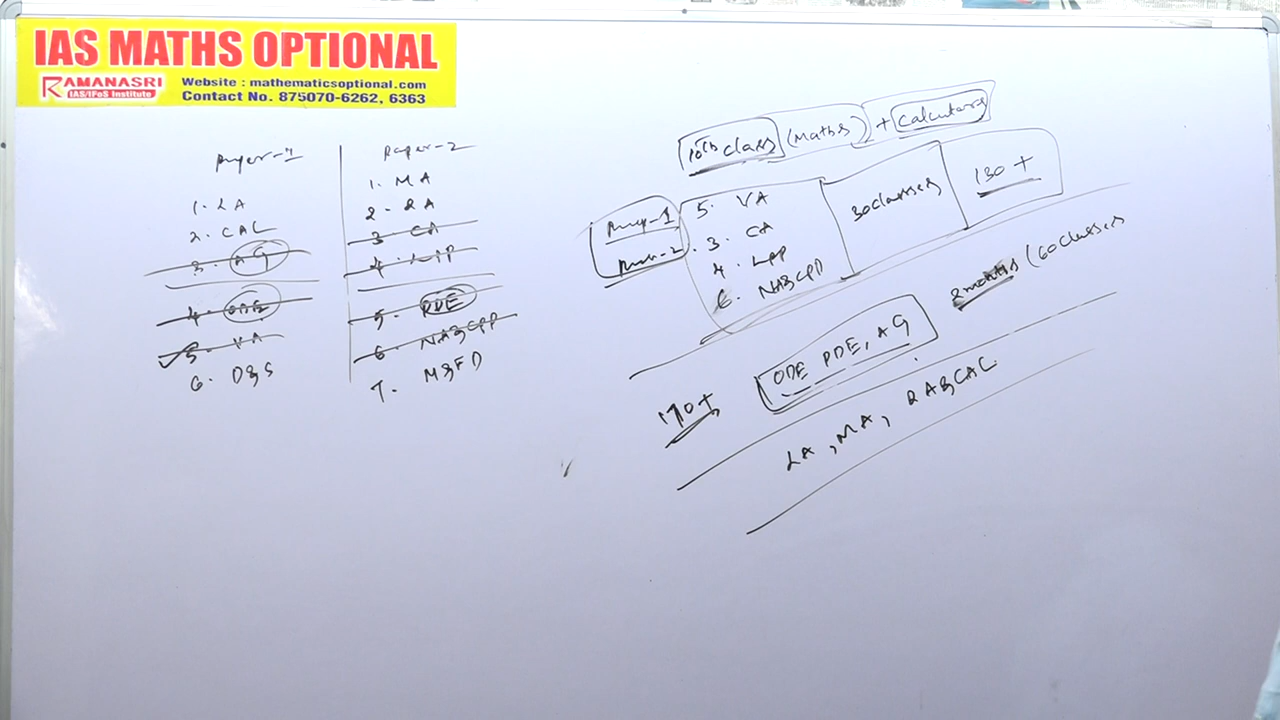 IAS MATHS OPTIONAL
RAMANASRI
IAS/IFoS Institute
Website : mathematicsoptional.com
Contact No. 875070-6262, 6363
Paper-1
1. LA
2. CAL
3. AG
4. ODE
5. VA
6. D&S
Paper-2
1. MA
2. RA
3. CA
4. LPP
5. PDE
6. NA&CPP
7. M&FD
10th class (Maths) + calculus
Paper-1
Paper-2
5. VA
3. CA
4. LPP
6. NA&CPP
30 classes
130+
ODE PDE, AG
2 months (60 classes
170+
LA, MA, RA&CAL